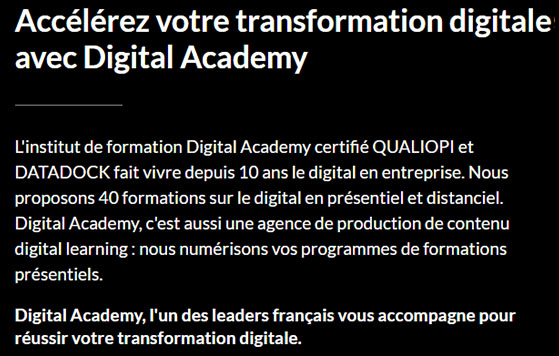 Accélérez votre transformation digitale
avec Digital Academy
L'institut de formation Digital Academy certifié QUALIOPI et
DATADOCK fait vivre depuis 10 ans le digital en entreprise. Nous
proposons 40 formations sur le digital en présentiel et distanciel.
Digital Academy, c'est aussi une agence de production de contenu
digital learning : nous numérisons vos programmes de formations
présentiels.
Digital Academy, l'un des leaders français vous accompagne pour
réussir votre transformation digitale.